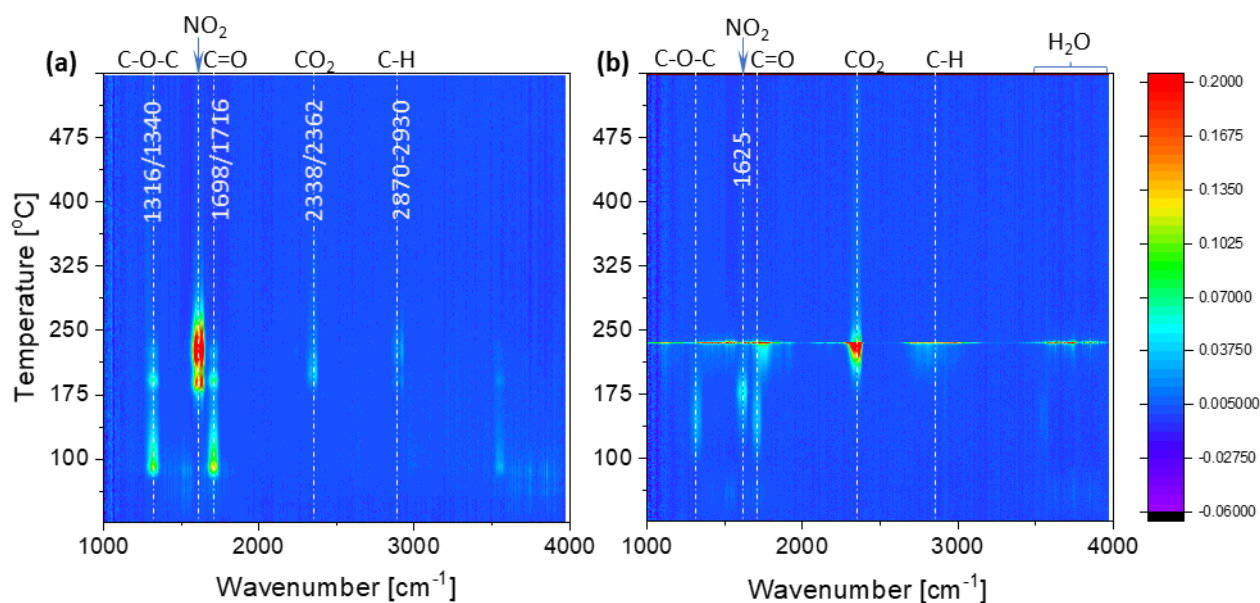 NO2
C-O-C C=O CO2 C-H
(a)
1316/1340
1698/1716
2338/2362
2870-2930
Temperature [oC]
475
400
325
250
175
100
1000 2000 3000 4000
Wavenumber [cm-1]
NO2
C-O-C C=O CO2 C-H H2O
(b)
1625
475
400
325
250
175
100
1000 2000 3000 4000
Wavenumber [cm-1]
0.2000
0.1675
0.1350
0.1025
0.07000
0.03750
0.005000
-0.02750
-0.06000